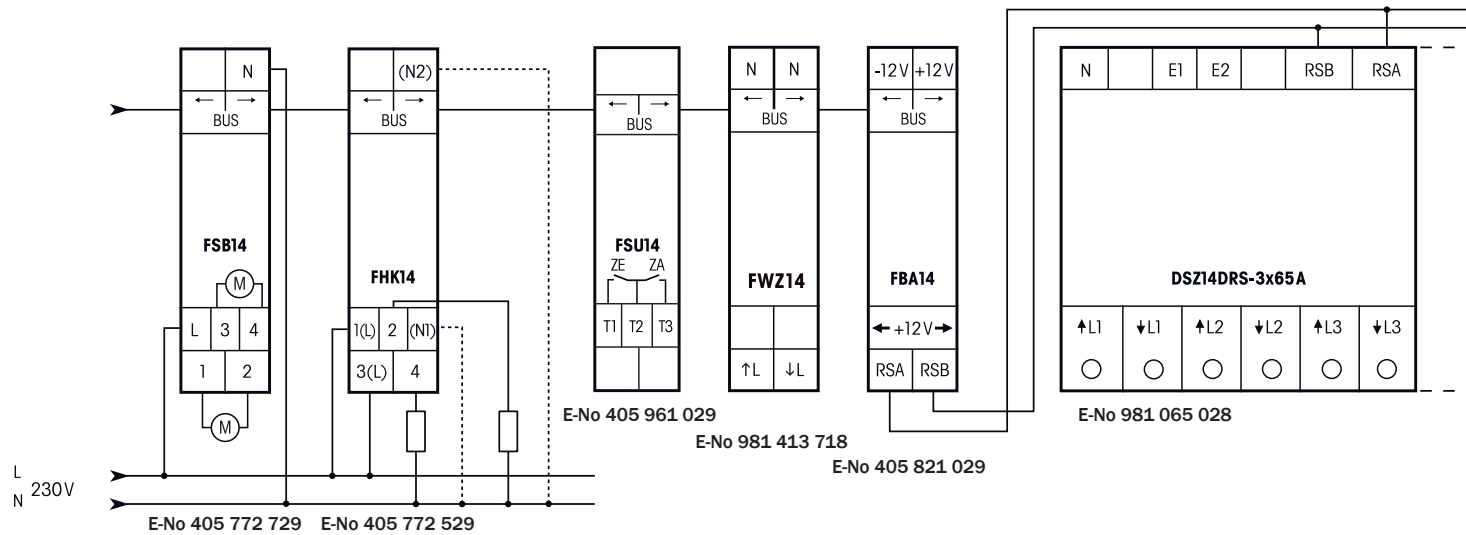 N
← →
BUS
FSB14
M
L 3 4
1 2
M
(N2)
← →
BUS
FHK14
1(L) 2 (N1)
3(L) 4
← →
BUS
FSU14
ZE ZA
T1 T2 T3
N N
← →
BUS
FWZ14
↑L ↓L
-12V +12V
← →
BUS
FBA14
← +12V →
RSA RSB
N E1 E2 RSB RSA
DSZ14DRS-3x65A
↑L1 ↓L1 ↑L2 ↓L2 ↑L3 ↓L3
E-No 405 961 029
E-No 981 413 718
E-No 405 821 029
E-No 981 065 028
L
N 230V
E-No 405 772 729
E-No 405 772 529